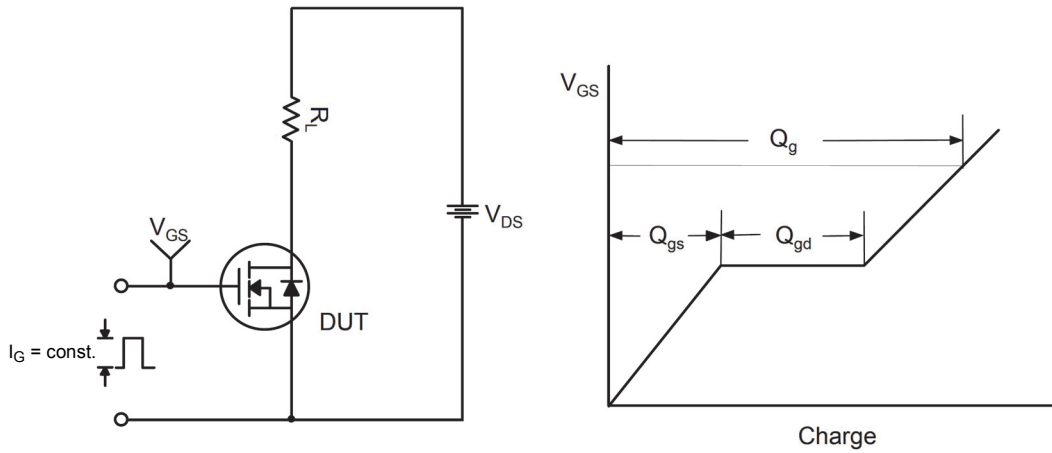 R_L
V_GS
V_DS
DUT
I_G = const.
V_GS
Q_g
Q_gs
Q_gd
Charge